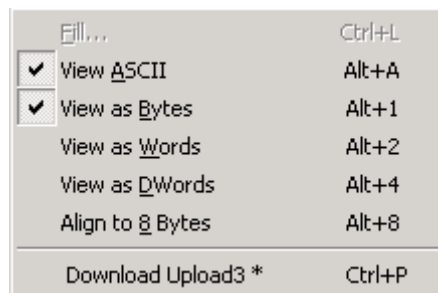 Fill... Ctrl+L
View ASCII Alt+A
View as Bytes Alt+1
View as Words Alt+2
View as DWords Alt+4
Align to 8 Bytes Alt+8
Download Upload3 * Ctrl+P